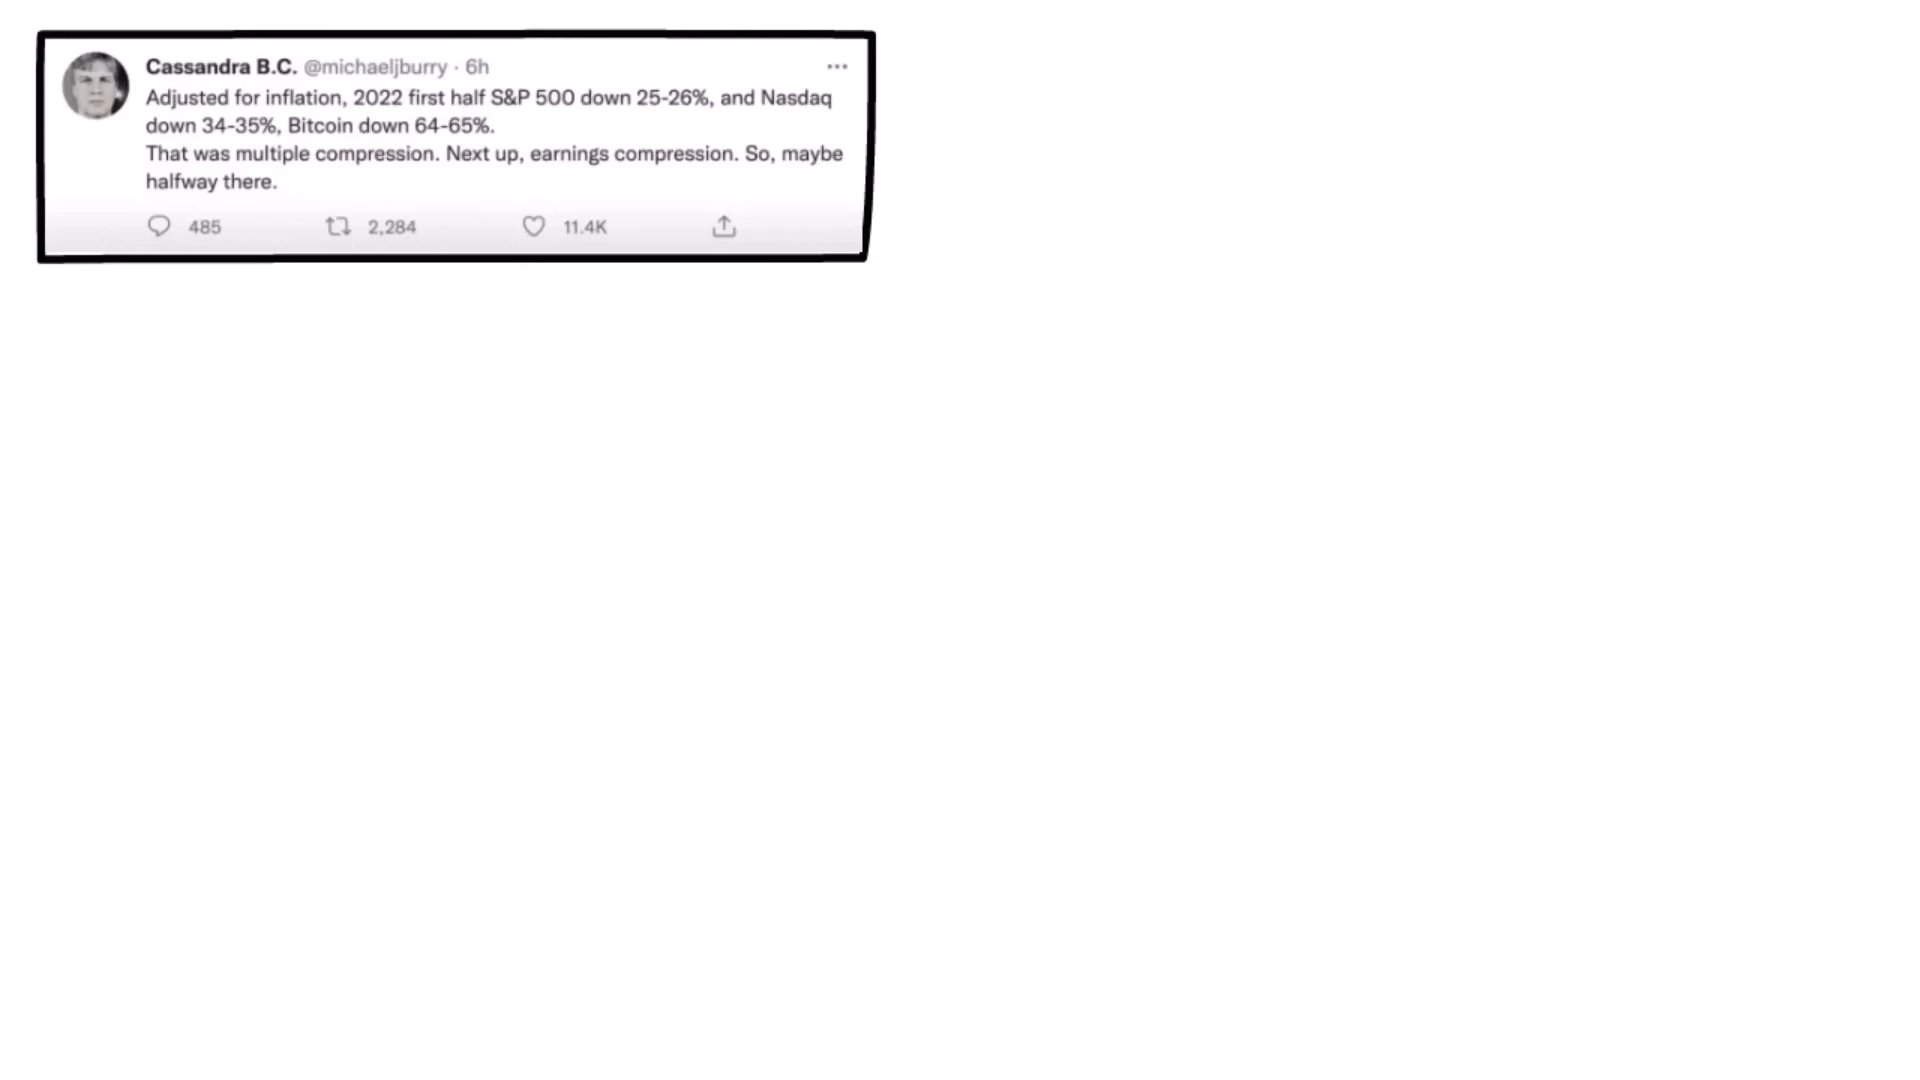 Cassandra B.C. @michaeljburry · 6h
Adjusted for inflation, 2022 first half S&P 500 down 25-26%, and Nasdaq
down 34-35%, Bitcoin down 64-65%.
That was multiple compression. Next up, earnings compression. So, maybe
halfway there.
485 2,284 11.4K